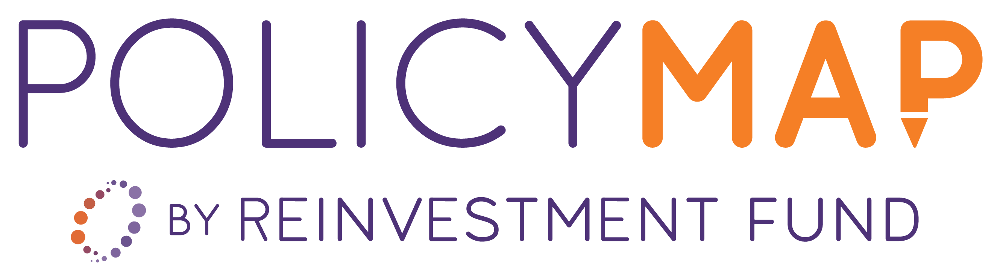 POLICYMAP
BY REINVESTMENT FUND